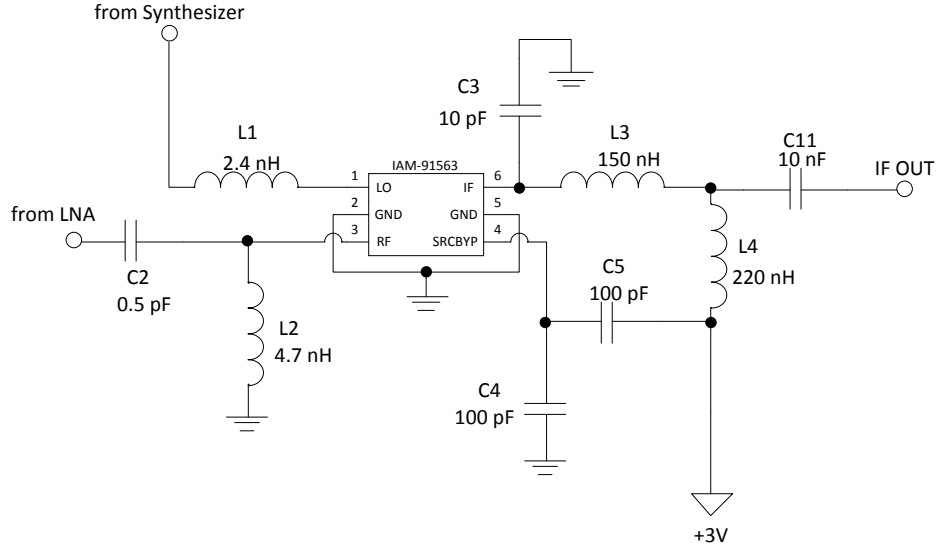 from Synthesizer
C3
10 pF
L1
2.4 nH
L3
150 nH
C11
10 nF
IAM-91563
IF OUT
1
LO
IF
6
2
GND
GND
5
3
RF
SRCBYP
4
from LNA
C2
0.5 pF
L4
220 nH
C5
100 pF
L2
4.7 nH
C4
100 pF
+3V